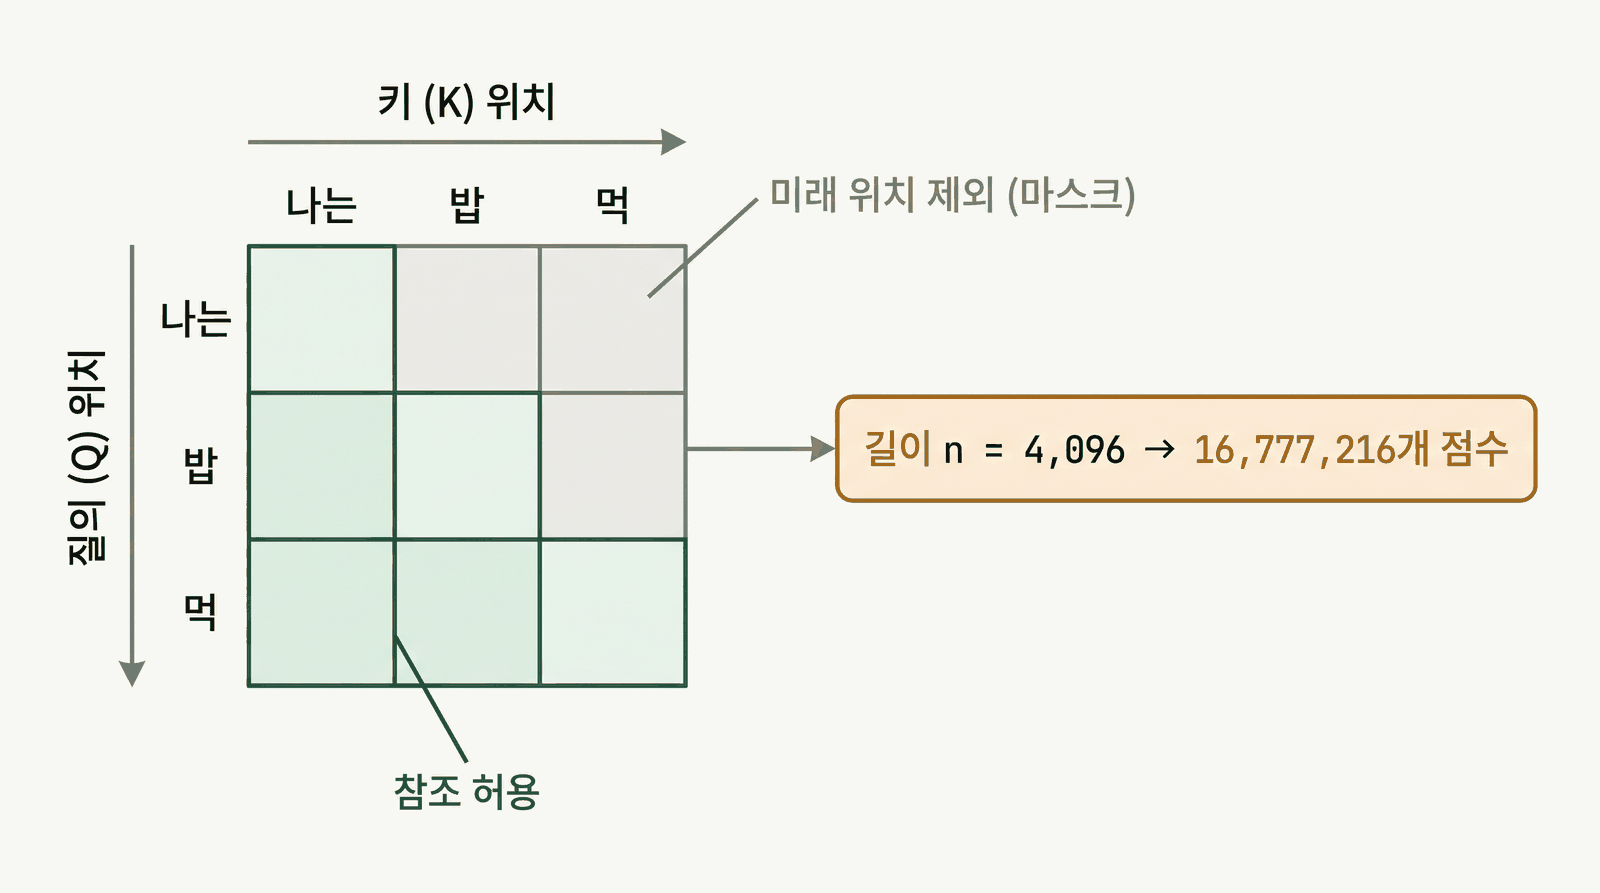 키 (K) 위치
나는 밥 먹
미래 위치 제외 (마스크)
질의 (Q) 위치
나는
밥
먹
길이 n = 4,096 → 16,777,216개 점수
참조 허용